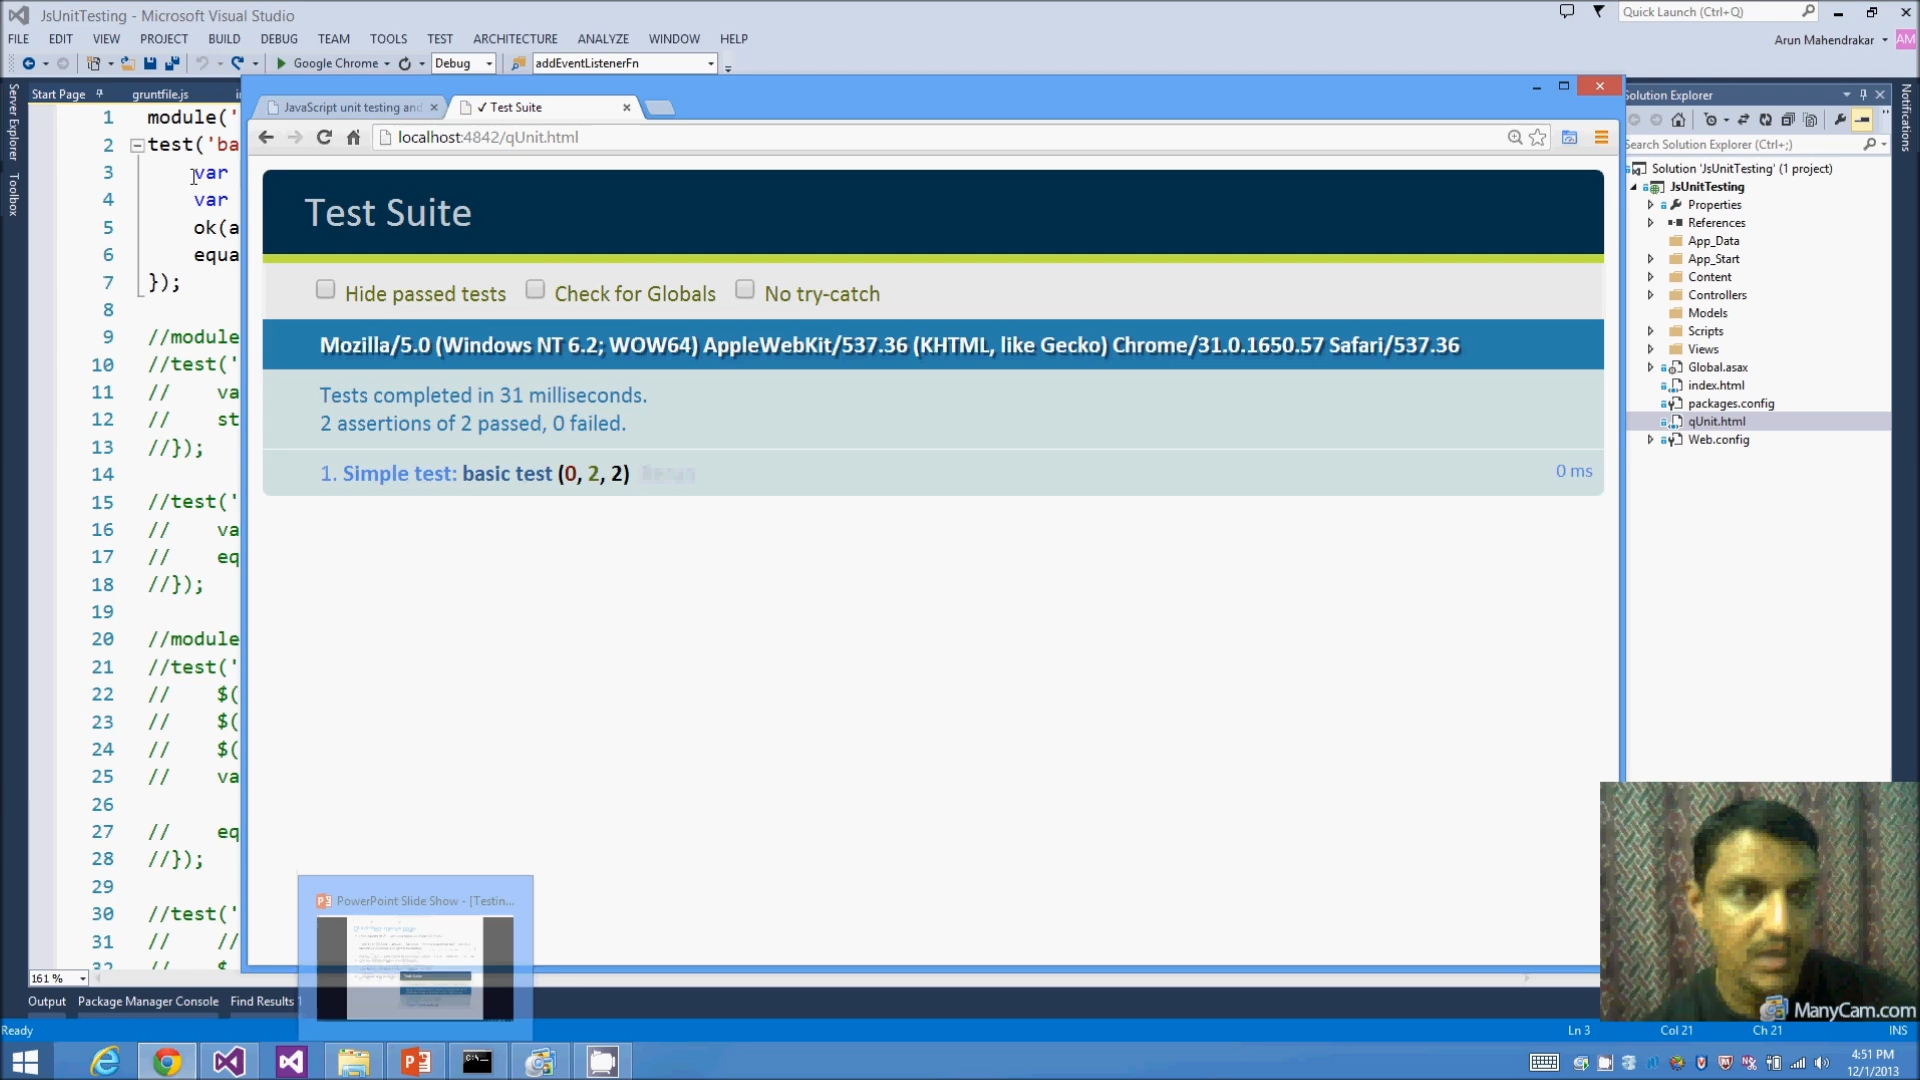 JsUnitTesting - Microsoft Visual Studio
Quick Launch (Ctrl+Q)
FILE EDIT VIEW PROJECT BUILD DEBUG TEAM TOOLS TEST ARCHITECTURE ANALYZE WINDOW HELP
Arun Mahendrakar AM
Google Chrome Debug addEventListenerFn
Server Explorer
Toolbox
Start Page gruntfile.js
1 module('
2 test('ba
3 var
4 var
5 ok(a
6 equa
7 });
8
9 //module
10 //test('
11 // va
12 // st
13 //});
14
15 //test('
16 // va
17 // eq
18 //});
19
20 //module
21 //test('
22 // $(
23 // $(
24 // $(
25 // va
26
27 // eq
28 //});
29
30 //test('
31 // //
32 // $
161 %
JavaScript unit testing and
✓ Test Suite
localhost:4842/qUnit.html
Test Suite
Hide passed tests Check for Globals No try-catch
Mozilla/5.0 (Windows NT 6.2; WOW64) AppleWebKit/537.36 (KHTML, like Gecko) Chrome/31.0.1650.57 Safari/537.36
Tests completed in 31 milliseconds.
2 assertions of 2 passed, 0 failed.
1. Simple test: basic test (0, 2, 2) Rerun
0 ms
PowerPoint Slide Show - [Testin...
Solution Explorer
Search Solution Explorer (Ctrl+;)
Solution 'JsUnitTesting' (1 project)
JsUnitTesting
Properties
References
App_Data
App_Start
Content
Controllers
Models
Scripts
Views
Global.asax
index.html
packages.config
qUnit.html
Web.config
Notifications
ManyCam.com
Output Package Manager Console Find Results 1
Ready
Ln 3 Col 21 Ch 21 INS
4:51 PM
12/1/2013